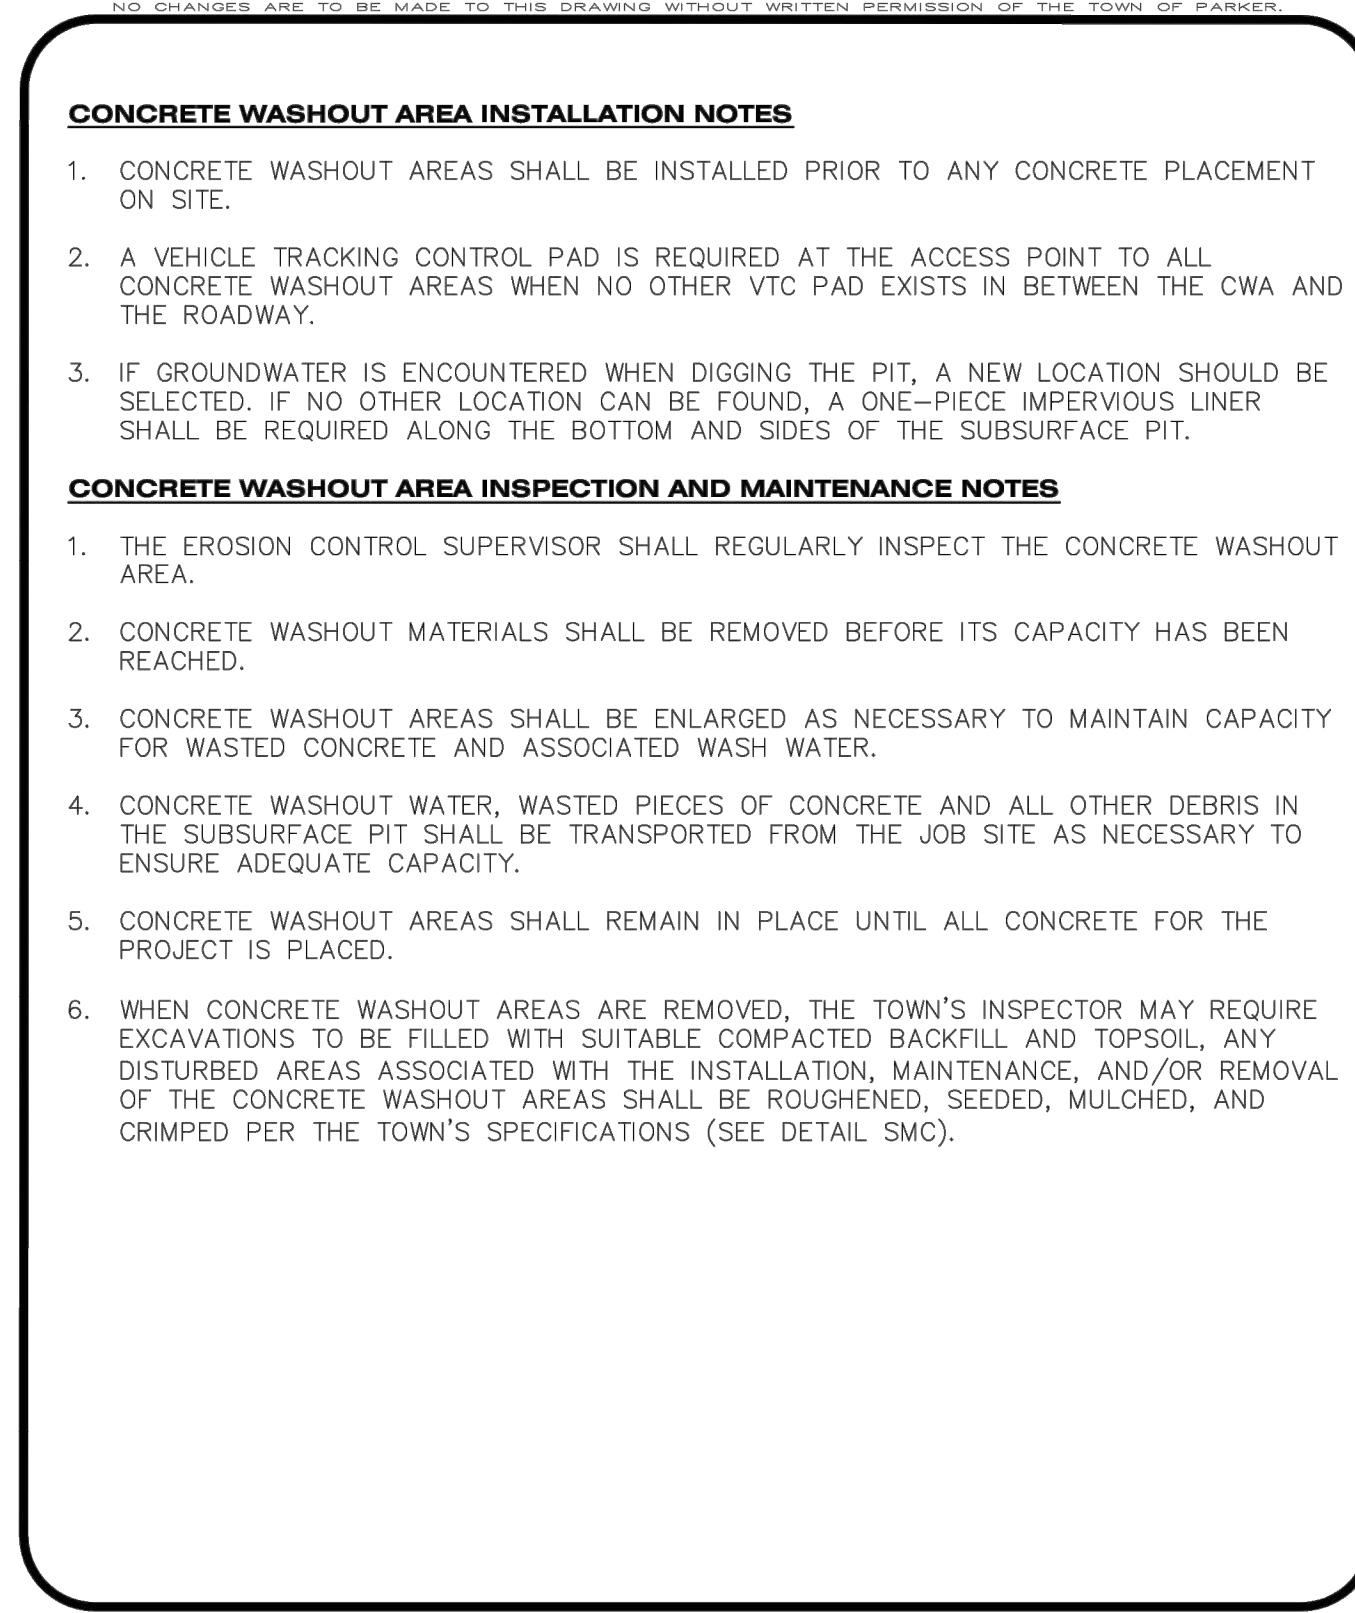 NO CHANGES ARE TO BE MADE TO THIS DRAWING WITHOUT WRITTEN PERMISSION OF THE TOWN OF PARKER.
CONCRETE WASHOUT AREA INSTALLATION NOTES
1. CONCRETE WASHOUT AREAS SHALL BE INSTALLED PRIOR TO ANY CONCRETE PLACEMENT
ON SITE.
2. A VEHICLE TRACKING CONTROL PAD IS REQUIRED AT THE ACCESS POINT TO ALL
CONCRETE WASHOUT AREAS WHEN NO OTHER VTC PAD EXISTS IN BETWEEN THE CWA AND
THE ROADWAY.
3. IF GROUNDWATER IS ENCOUNTERED WHEN DIGGING THE PIT, A NEW LOCATION SHOULD BE
SELECTED. IF NO OTHER LOCATION CAN BE FOUND, A ONE-PIECE IMPERVIOUS LINER
SHALL BE REQUIRED ALONG THE BOTTOM AND SIDES OF THE SUBSURFACE PIT.
CONCRETE WASHOUT AREA INSPECTION AND MAINTENANCE NOTES
1. THE EROSION CONTROL SUPERVISOR SHALL REGULARLY INSPECT THE CONCRETE WASHOUT
AREA.
2. CONCRETE WASHOUT MATERIALS SHALL BE REMOVED BEFORE ITS CAPACITY HAS BEEN
REACHED.
3. CONCRETE WASHOUT AREAS SHALL BE ENLARGED AS NECESSARY TO MAINTAIN CAPACITY
FOR WASTED CONCRETE AND ASSOCIATED WASH WATER.
4. CONCRETE WASHOUT WATER, WASTED PIECES OF CONCRETE AND ALL OTHER DEBRIS IN
THE SUBSURFACE PIT SHALL BE TRANSPORTED FROM THE JOB SITE AS NECESSARY TO
ENSURE ADEQUATE CAPACITY.
5. CONCRETE WASHOUT AREAS SHALL REMAIN IN PLACE UNTIL ALL CONCRETE FOR THE
PROJECT IS PLACED.
6. WHEN CONCRETE WASHOUT AREAS ARE REMOVED, THE TOWN'S INSPECTOR MAY REQUIRE
EXCAVATIONS TO BE FILLED WITH SUITABLE COMPACTED BACKFILL AND TOPSOIL, ANY
DISTURBED AREAS ASSOCIATED WITH THE INSTALLATION, MAINTENANCE, AND/OR REMOVAL
OF THE CONCRETE WASHOUT AREAS SHALL BE ROUGHENED, SEEDED, MULCHED, AND
CRIMPED PER THE TOWN'S SPECIFICATIONS (SEE DETAIL SMC).